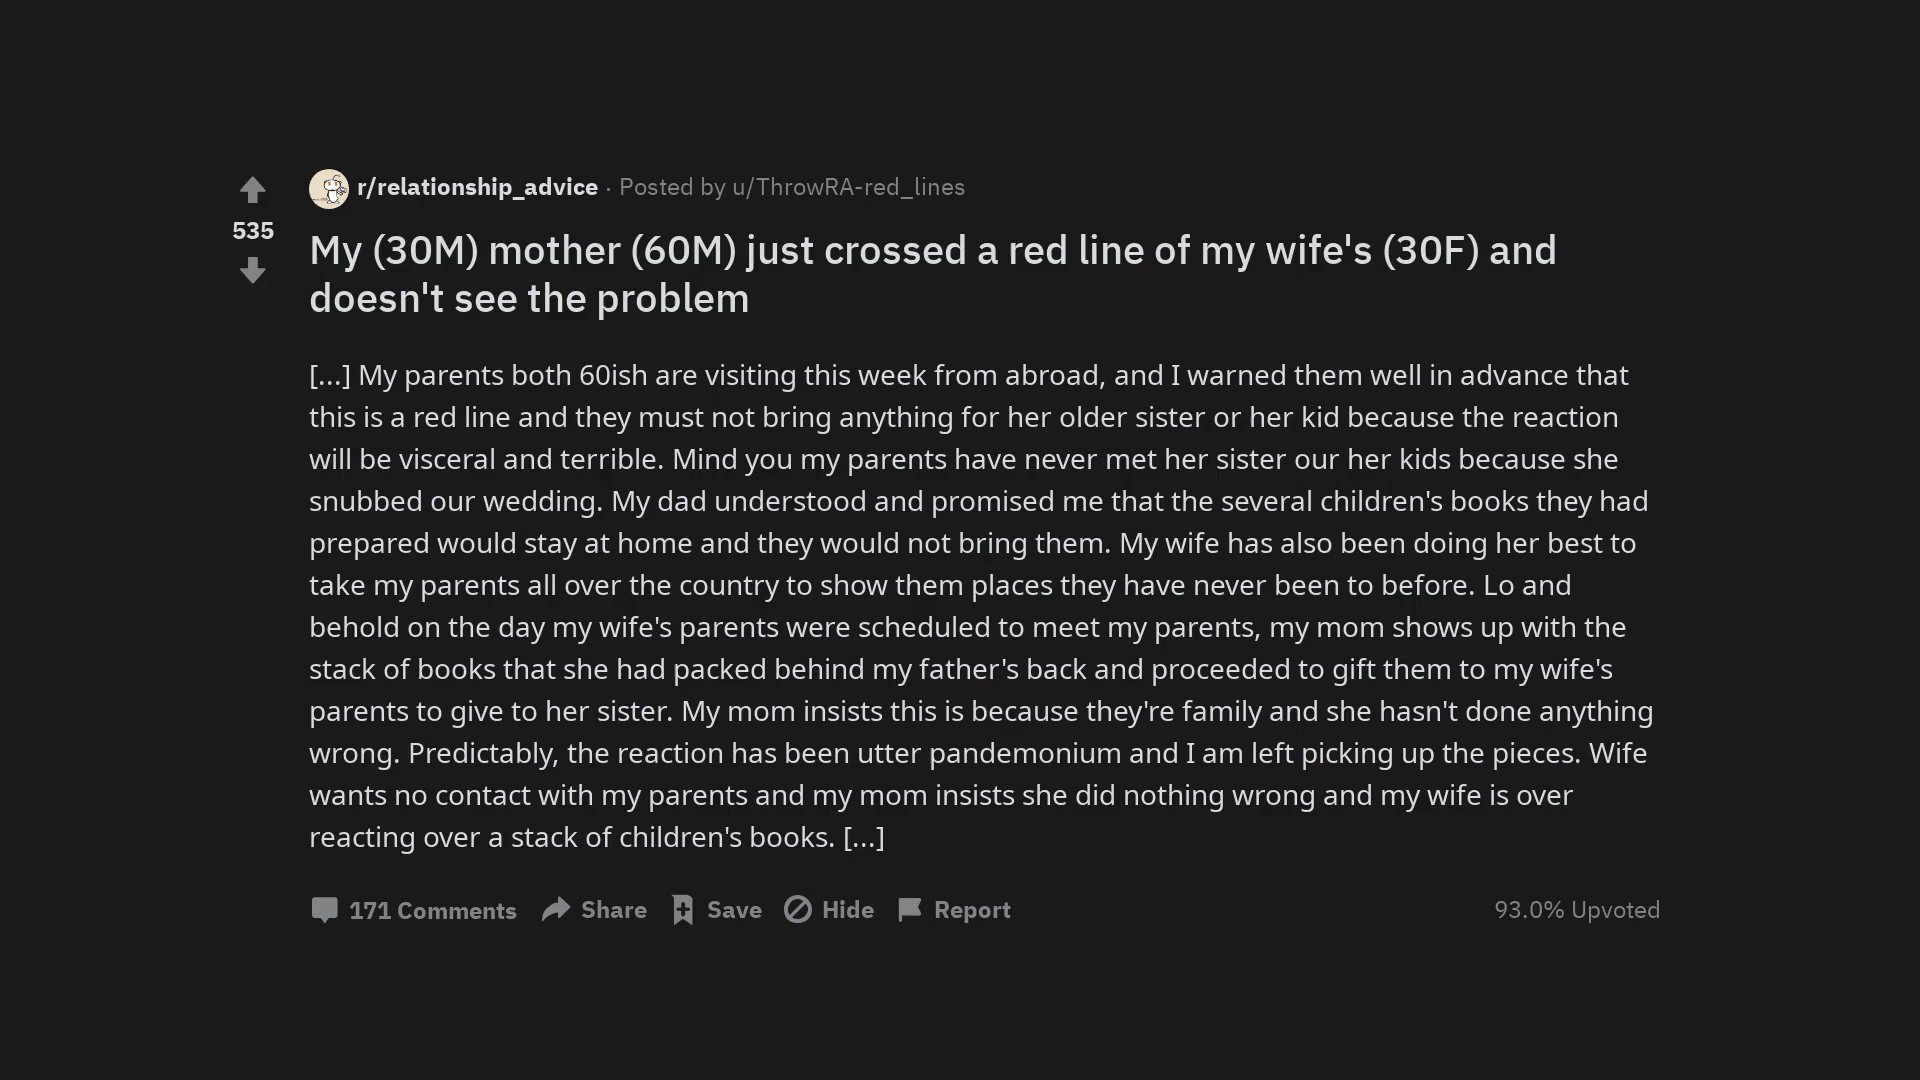 r/relationship_advice · Posted by u/ThrowRA-red_lines
535
My (30M) mother (60M) just crossed a red line of my wife's (30F) and
doesn't see the problem
[...] My parents both 60ish are visiting this week from abroad, and I warned them well in advance that
this is a red line and they must not bring anything for her older sister or her kid because the reaction
will be visceral and terrible. Mind you my parents have never met her sister our her kids because she
snubbed our wedding. My dad understood and promised me that the several children's books they had
prepared would stay at home and they would not bring them. My wife has also been doing her best to
take my parents all over the country to show them places they have never been to before. Lo and
behold on the day my wife's parents were scheduled to meet my parents, my mom shows up with the
stack of books that she had packed behind my father's back and proceeded to gift them to my wife's
parents to give to her sister. My mom insists this is because they're family and she hasn't done anything
wrong. Predictably, the reaction has been utter pandemonium and I am left picking up the pieces. Wife
wants no contact with my parents and my mom insists she did nothing wrong and my wife is over
reacting over a stack of children's books. [...]
171 Comments Share Save Hide Report 93.0% Upvoted